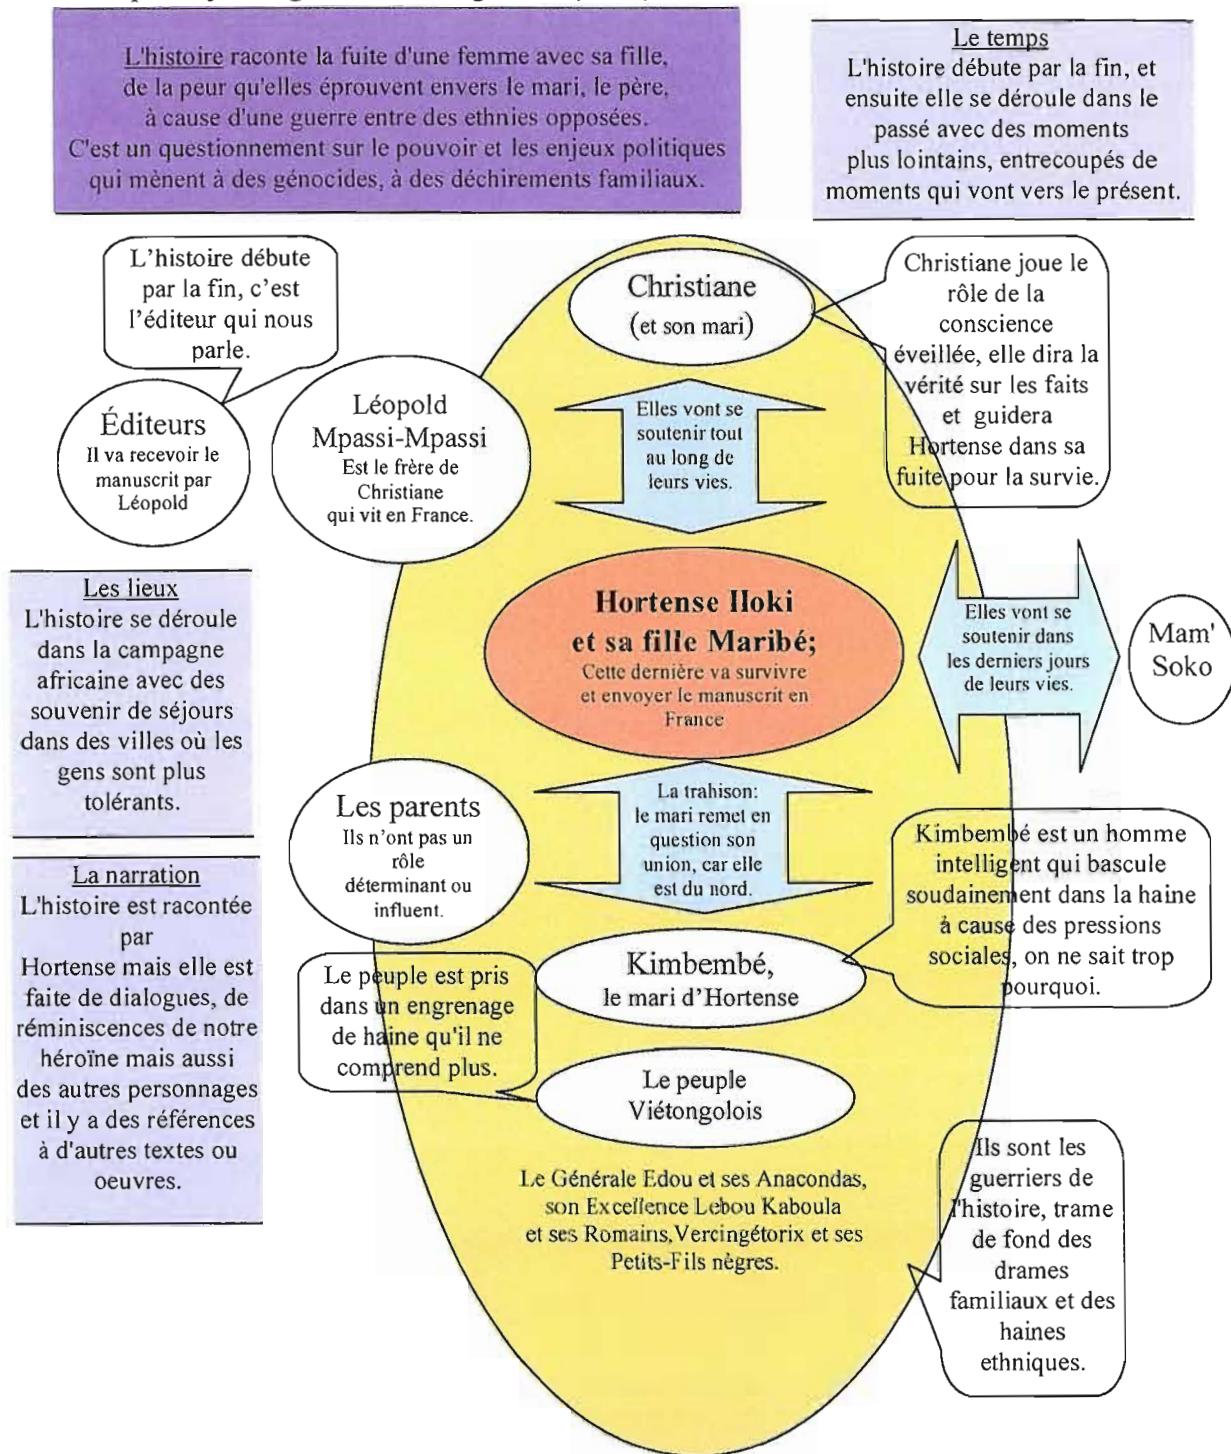 L'histoire raconte la fuite d'une femme avec sa fille,
de la peur qu'elles éprouvent envers le mari, le père,
à cause d'une guerre entre des ethnies opposées.
C'est un questionnement sur le pouvoir et les enjeux politiques
qui mènent à des génocides, à des déchirements familiaux.
Le temps
L'histoire débute par la fin, et
ensuite elle se déroule dans le
passé avec des moments
plus lointains, entrecoupés de
moments qui vont vers le présent.
L'histoire débute
par la fin, c'est
l'éditeur qui nous
parle.
Éditeurs
Il va recevoir le
manuscrit par
Léopold
Léopold
Mpassi-Mpassi
Est le frère de
Christiane
qui vit en France.
Christiane
(et son mari)
Christiane joue le
rôle de la
conscience
éveillée, elle dira la
vérité sur les faits
et guidera
Hortense dans sa
fuite pour la survie.
Elles vont se
soutenir tout
au long de
leurs vies.
Hortense Iloki
et sa fille Maribé;
Cette dernière va survivre
et envoyer le manuscrit en
France
Elles vont se
soutenir dans
les derniers jours
de leurs vies.
Mam'
Soko
Les lieux
L'histoire se déroule
dans la campagne
africaine avec des
souvenir de séjours
dans des villes où les
gens sont plus
tolérants.
Les parents
Ils n'ont pas un
rôle
déterminant ou
influent.
La trahison:
le mari remet en
question son
union, car elle
est du nord.
Kimbembé est un homme
intelligent qui bascule
soudainement dans la haine
à cause des pressions
sociales, on ne sait trop
pourquoi.
La narration
L'histoire est racontée
par
Hortense mais elle est
faite de dialogues, de
réminiscences de notre
héroïne mais aussi
des autres personnages
et il y a des références
à d'autres textes ou
oeuvres.
Le peuple est pris
dans un engrenage
de haine qu'il ne
comprend plus.
Kimbembé,
le mari d'Hortense
Le peuple
Viétongolois
Le Générale Edou et ses Anacondas,
son Excellence Lebou Kaboula
et ses Romains,Vercingétorix et ses
Petits-Fils nègres.
Ils sont les
guerriers de
l'histoire, trame
de fond des
drames
familiaux et des
haines
ethniques.